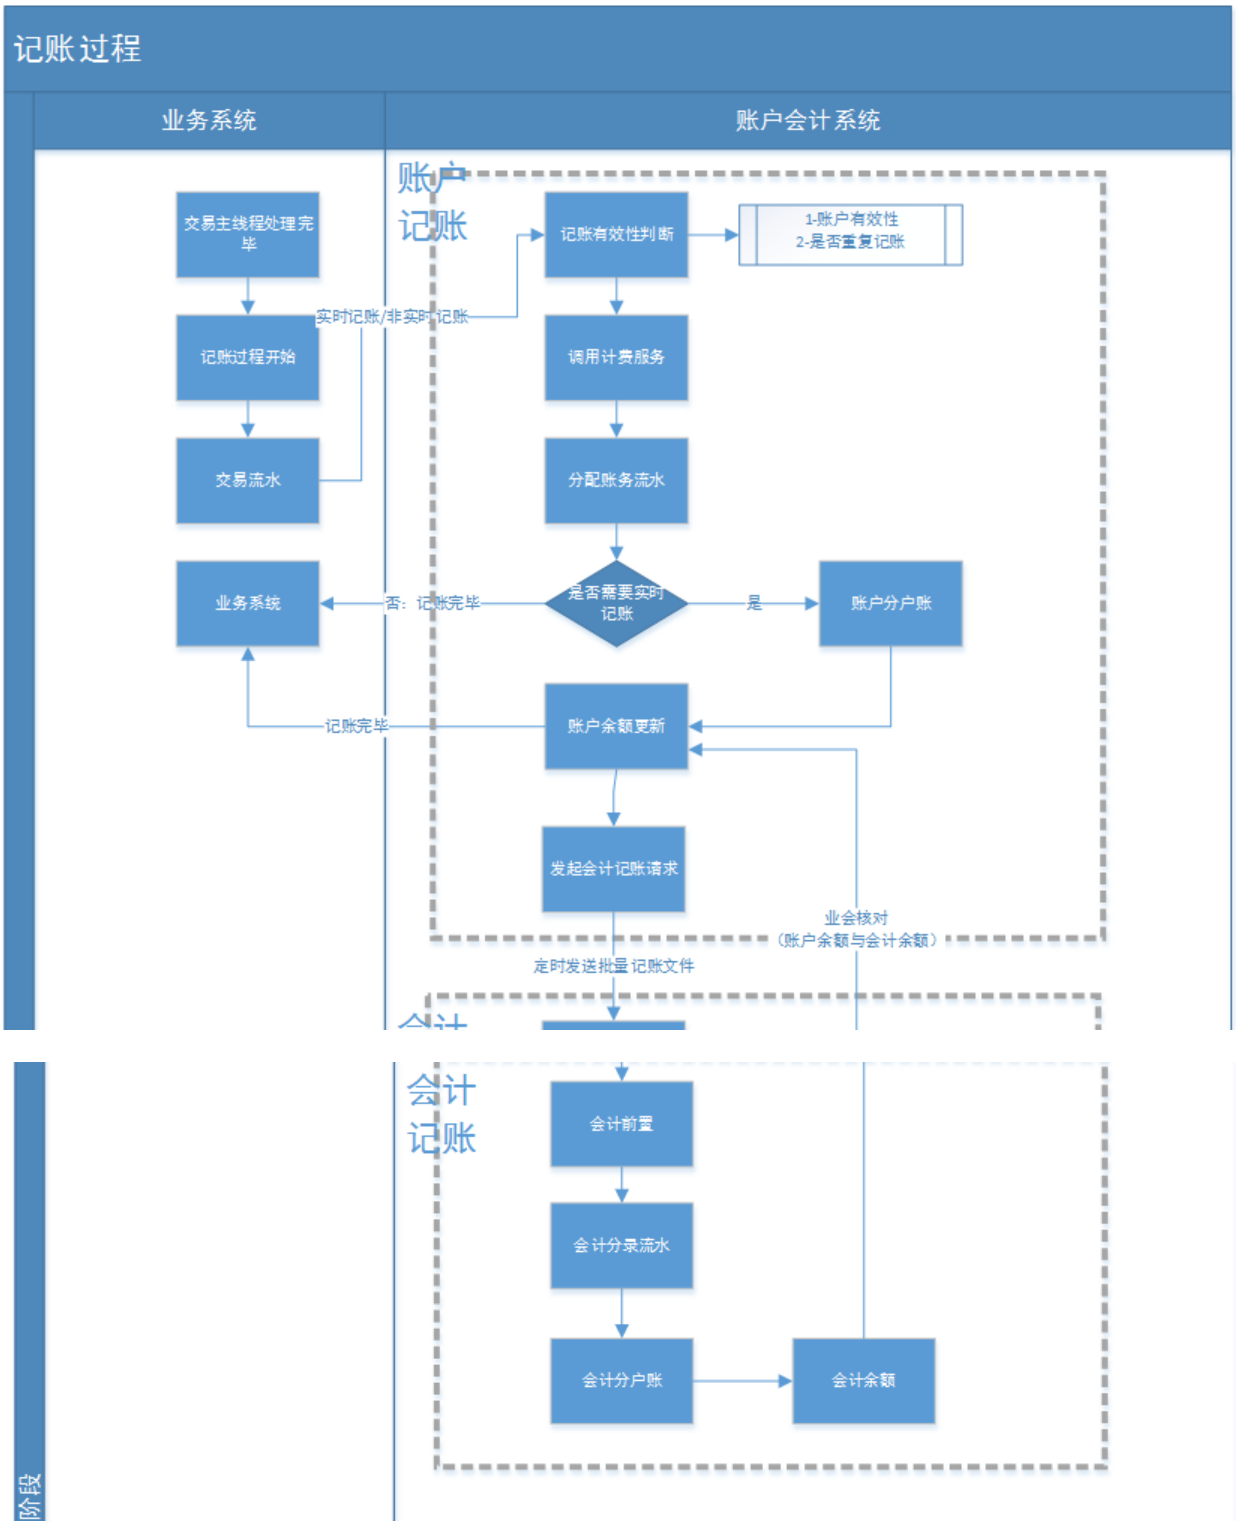 记账过程
业务系统
账户会计系统
账户
记账
交易主线程处理完
毕
记账有效性判断
1-账户有效性
2-是否重复记账
实时记账/非实时记账
记账过程开始
调用计费服务
交易流水
分配账务流水
业务系统
否：记账完毕
是否需要实时
记账
是
账户分户账
记账完毕
账户余额更新
发起会计记账请求
业会核对
（账户余额与会计余额）
定时发送批量记账文件
会计
会计
记账
会计前置
会计分录流水
会计分户账
会计余额
阶段